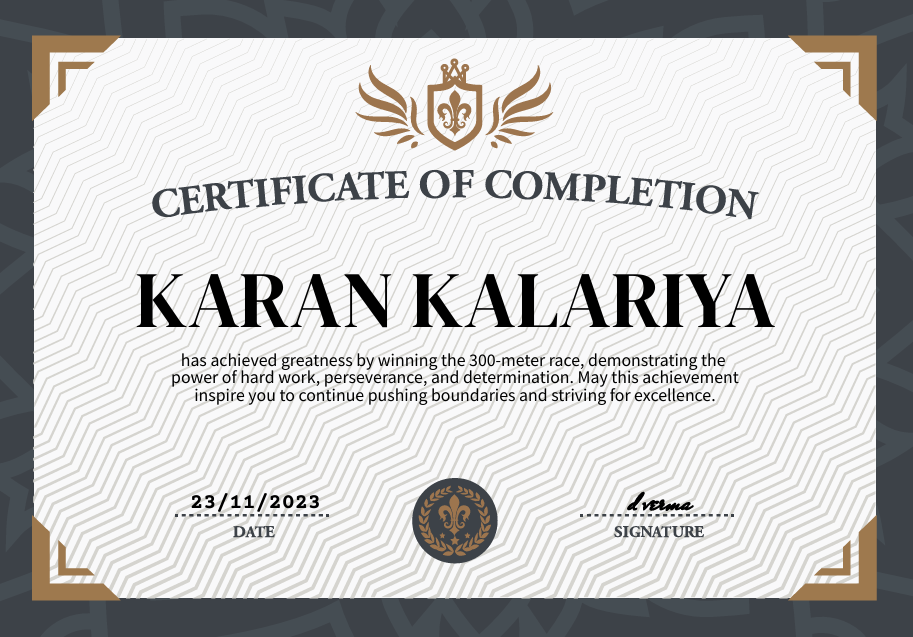 CERTIFICATE OF COMPLETION
KARAN KALARIYA
has achieved greatness by winning the 300-meter race, demonstrating the
power of hard work, perseverance, and determination. May this achievement
inspire you to continue pushing boundaries and striving for excellence.
23/11/2023
DATE
dverma
SIGNATURE